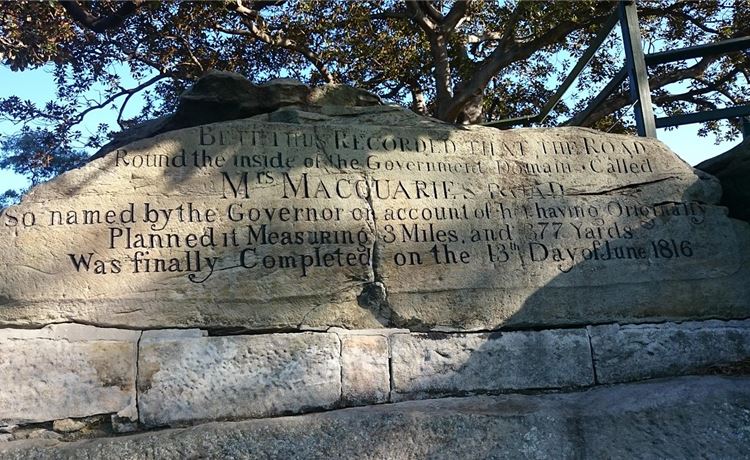 BE IT THUS RECORDED THAT THE ROAD
Round the inside of the Government Domain Called
Mrs MACQUARIES ROAD
so named by the Governor on account of her having Originally
Planned it Measuring 3 Miles, and 377 Yards
Was finally Completed on the 13th Day of June 1816